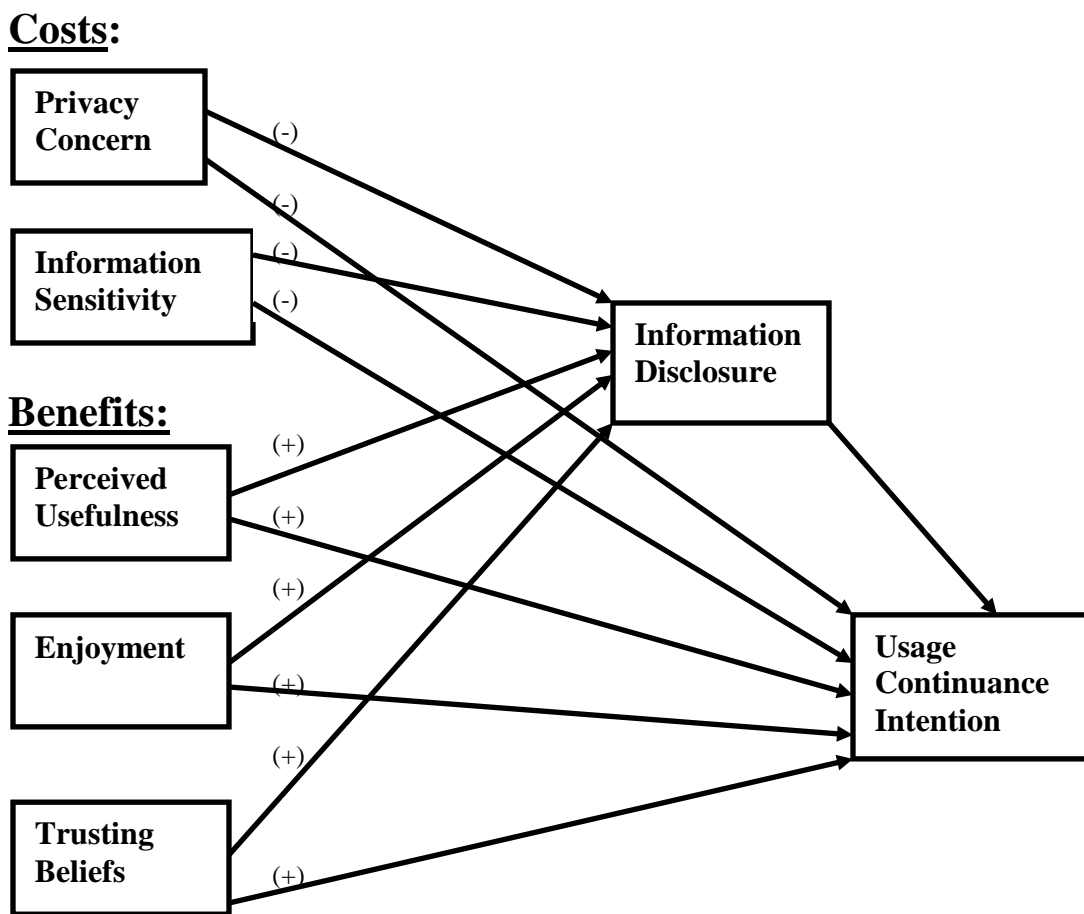 Costs:
Privacy
Concern
(-)
(-)
Information
Sensitivity
(-)
(-)
Information
Disclosure
Benefits:
Perceived
Usefulness
(+)
(+)
Enjoyment
(+)
(+)
Usage
Continuance
Intention
Trusting
Beliefs
(+)
(+)